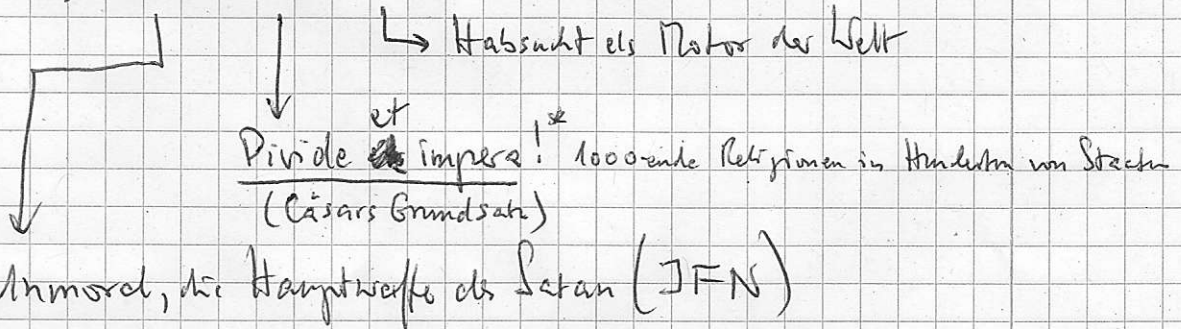 Habsucht als Motor der Welt
et
Divide impera!* 1000-ende Religionen in Hunderten von Staaten
(Cäsars Grundsatz)
die Hauptwaffe des Satan (JFN)